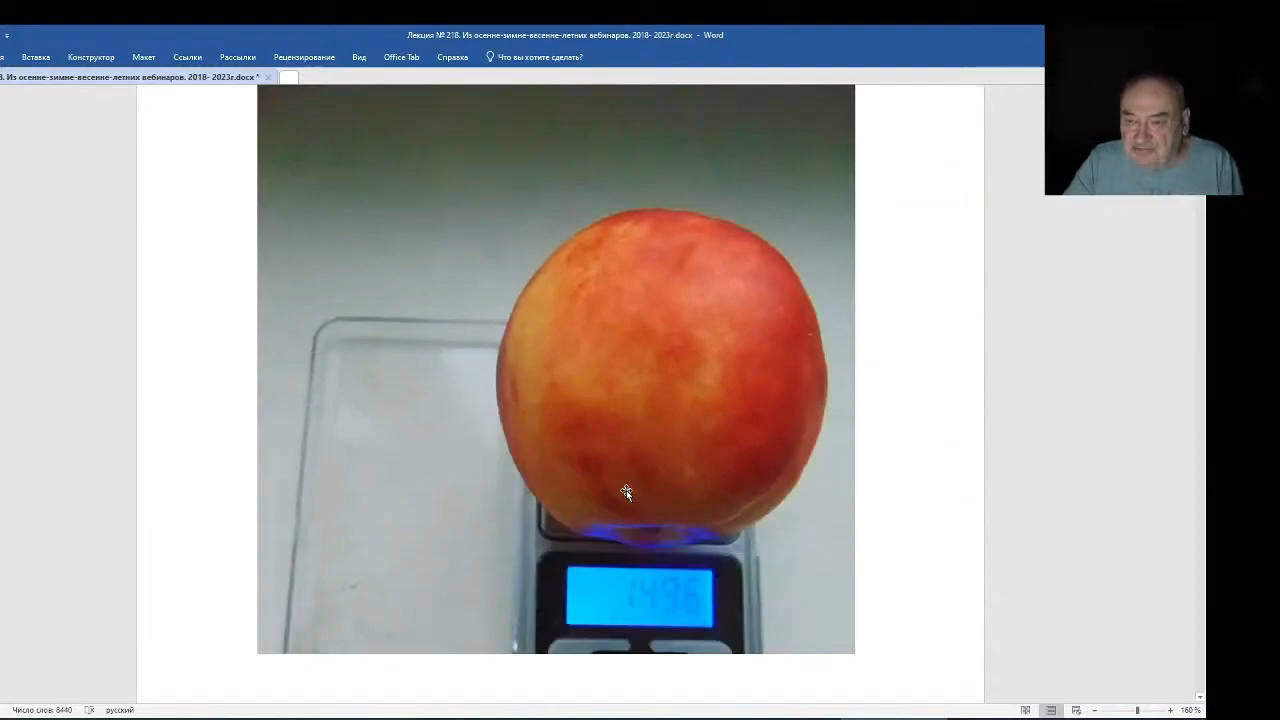 Лекция № 218. Из осенне-зимне-весенне-летних вебинаров. 2018- 2023г.docx - Word
Вставка Конструктор Макет Ссылки Рассылки Рецензирование Вид Office Tab Справка Что вы хотите сделать?
8. Из осенне-зимне-весенне-летних вебинаров. 2018- 2023г.docx *
149.6
Число слов: 8440 русский 160 %